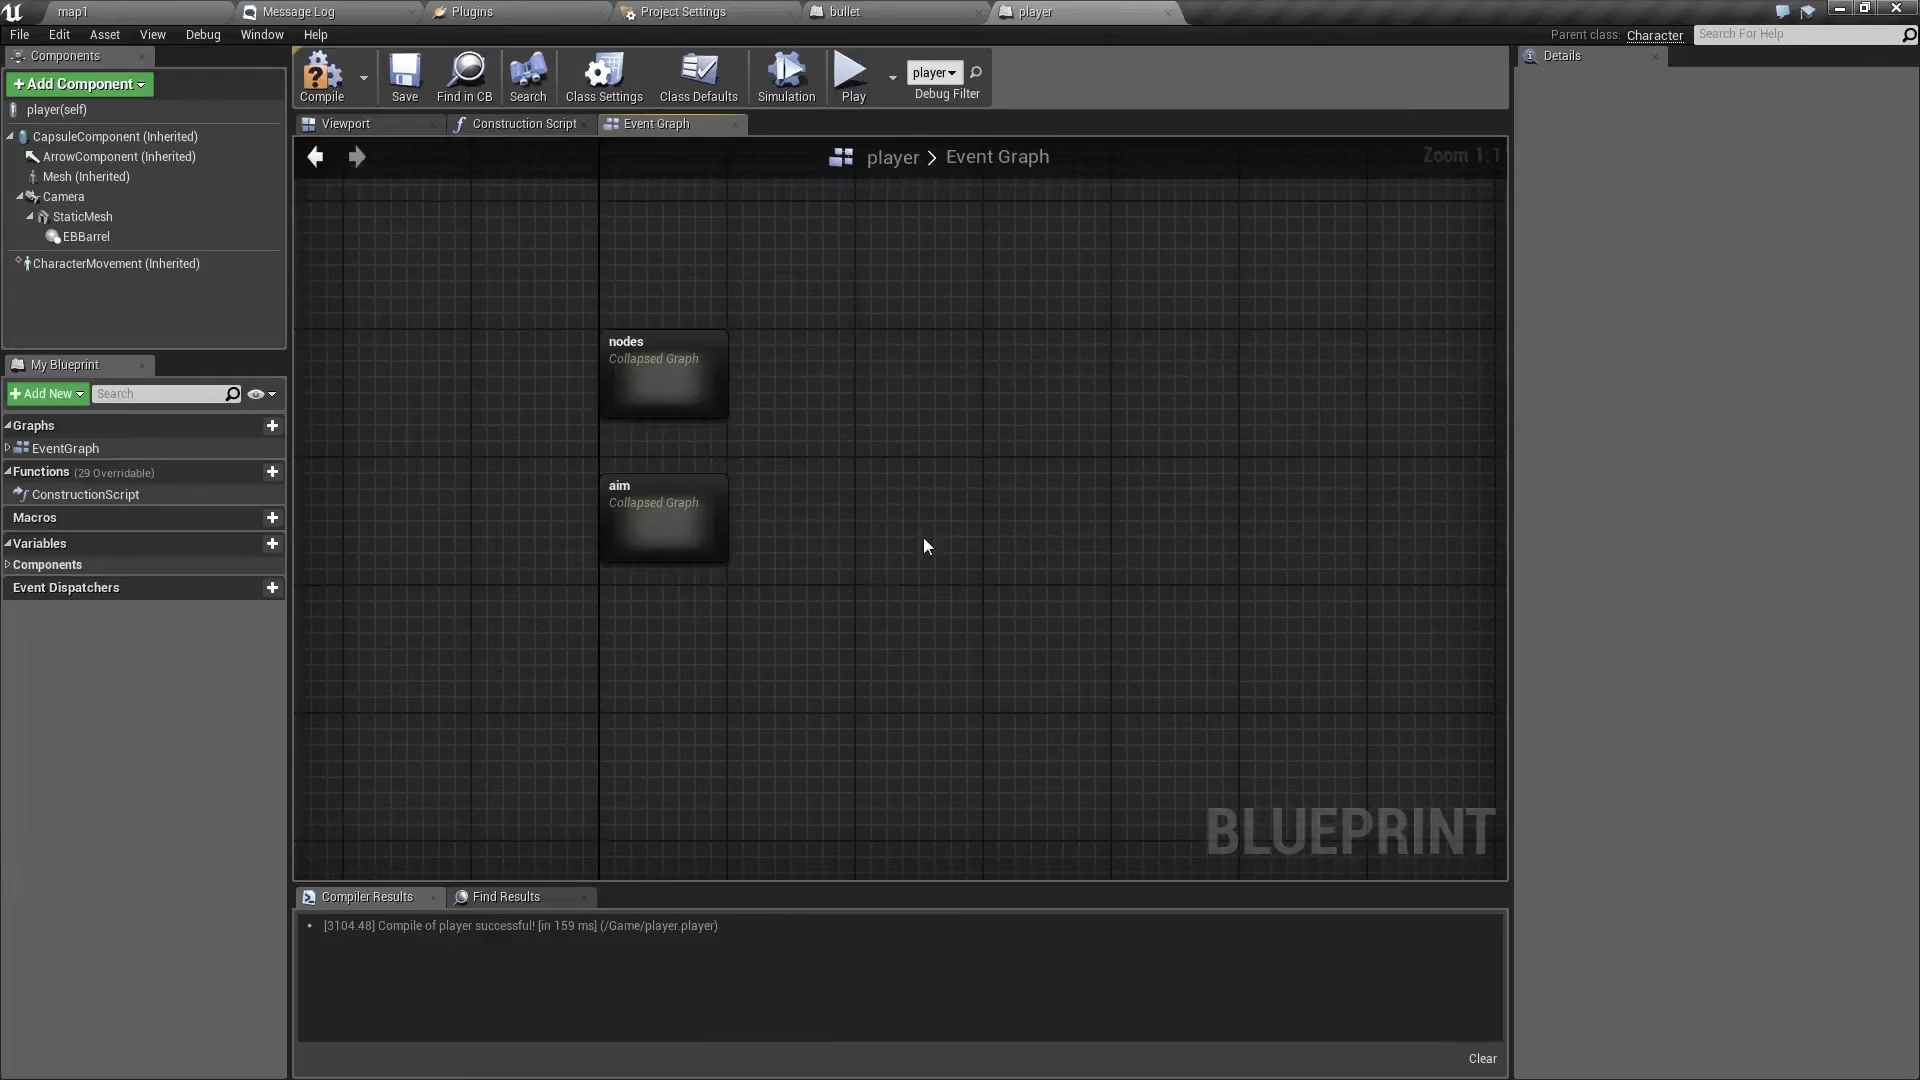 map1
Message Log
Plugins
Project Settings
bullet
player
File
Edit
Asset
View
Debug
Window
Help
Parent class: Character
Search For Help
Components
+ Add Component
player(self)
CapsuleComponent (Inherited)
ArrowComponent (Inherited)
Mesh (Inherited)
Camera
StaticMesh
EBBarrel
CharacterMovement (Inherited)
My Blueprint
+ Add New
Search
Graphs
EventGraph
Functions (29 Overridable)
ConstructionScript
Macros
Variables
Components
Event Dispatchers
Compile
Save
Find in CB
Search
Class Settings
Class Defaults
Simulation
Play
player
Debug Filter
Viewport
Construction Script
Event Graph
player > Event Graph
Zoom 1:1
nodes
Collapsed Graph
aim
Collapsed Graph
BLUEPRINT
Compiler Results
Find Results
[3104.48] Compile of player successful! [in 159 ms] (/Game/player.player)
Clear
Details